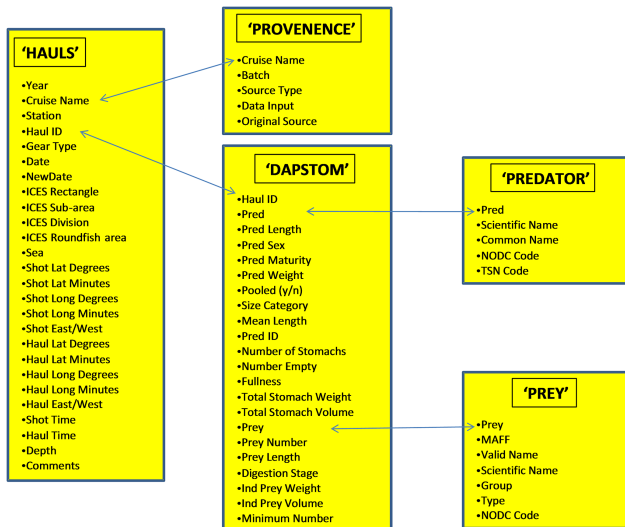 ‘HAULS’
•Year
•Cruise Name
•Station
•Haul ID
•Gear Type
•Date
•NewDate
•ICES Rectangle
•ICES Sub-area
•ICES Division
•ICES Roundfish area
•Sea
•Shot Lat Degrees
•Shot Lat Minutes
•Shot Long Degrees
•Shot Long Minutes
•Shot East/West
•Haul Lat Degrees
•Haul Lat Minutes
•Haul Long Degrees
•Haul Long Minutes
•Haul East/West
•Shot Time
•Haul Time
•Depth
•Comments
‘PROVENENCE’
•Cruise Name
•Batch
•Source Type
•Data Input
•Original Source
‘DAPSTOM’
•Haul ID
•Pred
•Pred Length
•Pred Sex
•Pred Maturity
•Pred Weight
•Pooled (y/n)
•Size Category
•Mean Length
•Pred ID
•Number of Stomachs
•Number Empty
•Fullness
•Total Stomach Weight
•Total Stomach Volume
•Prey
•Prey Number
•Prey Length
•Digestion Stage
•Ind Prey Weight
•Ind Prey Volume
•Minimum Number
‘PREDATOR’
•Pred
•Scientific Name
•Common Name
•NODC Code
•TSN Code
‘PREY’
•Prey
•MAFF
•Valid Name
•Scientific Name
•Group
•Type
•NODC Code